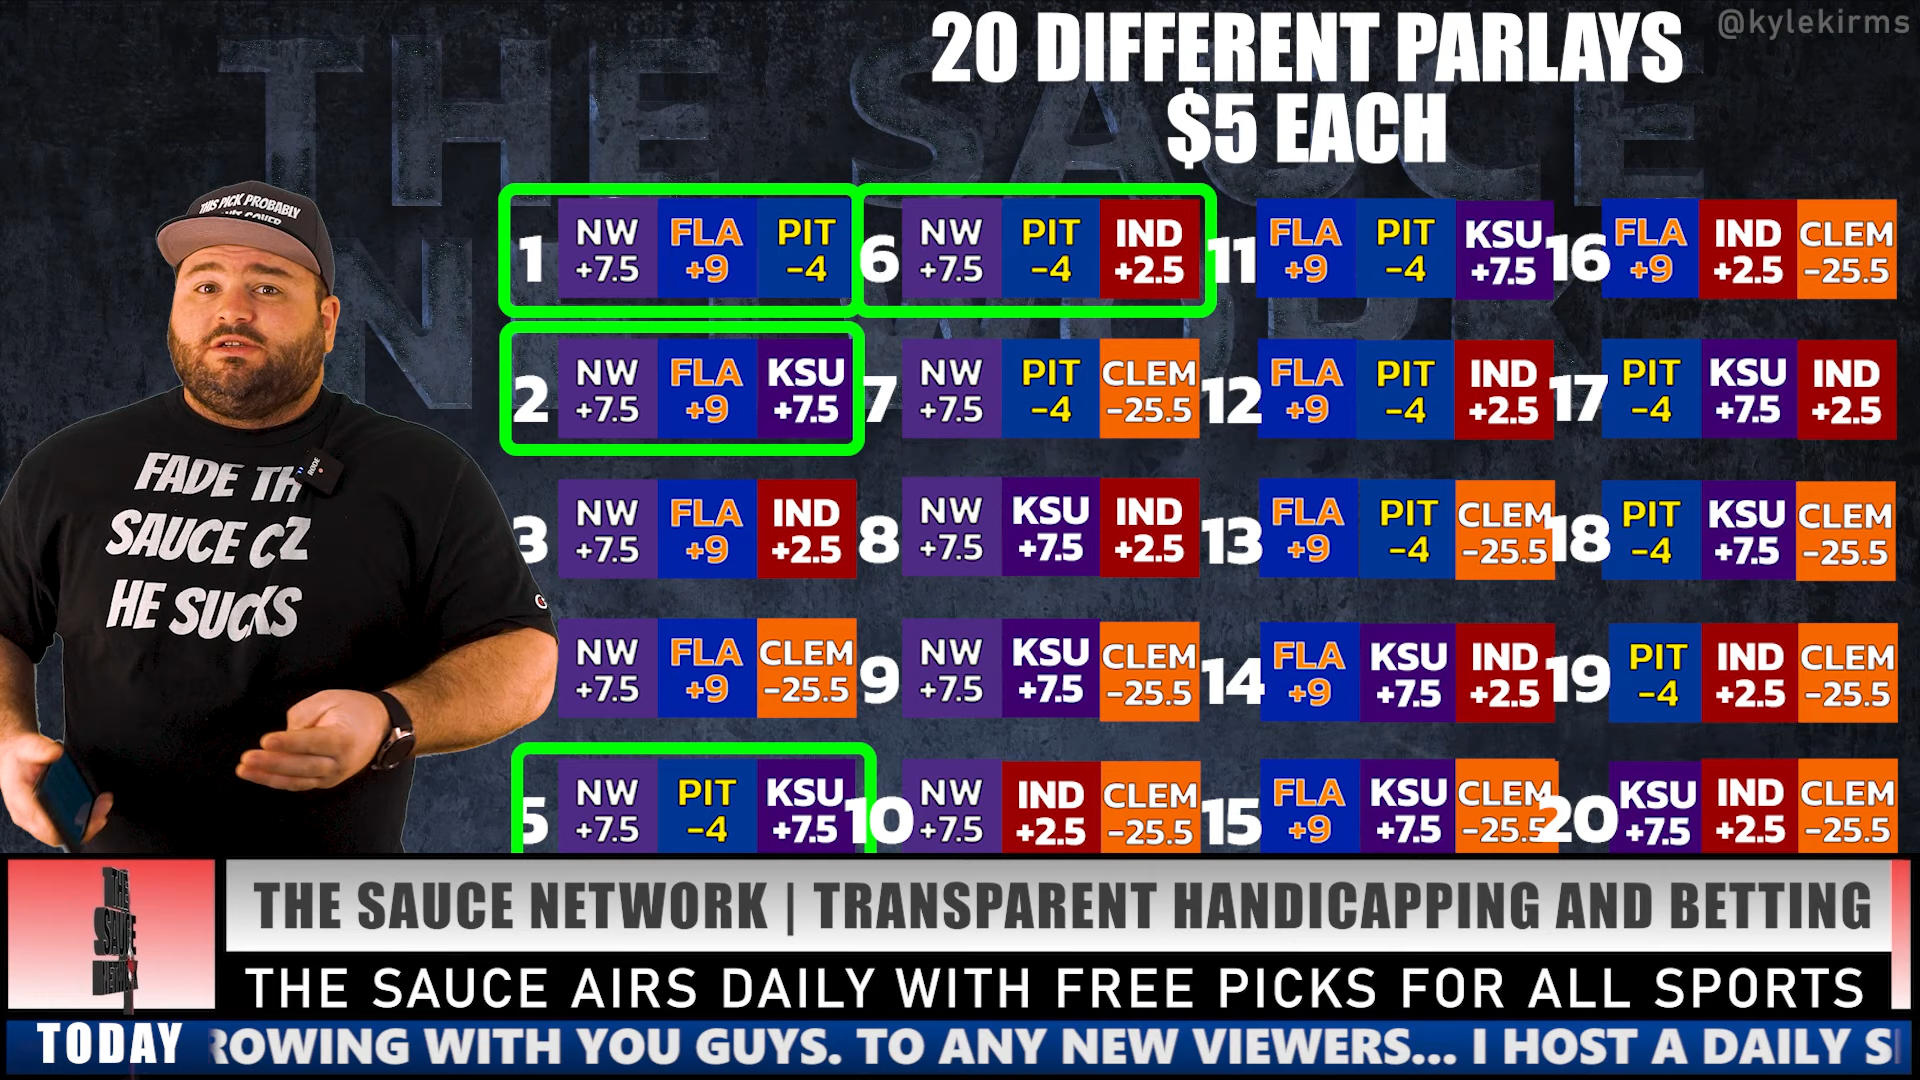 @kylekirms
20 DIFFERENT PARLAYS
$5 EACH
THIS PICK PROBABLY
FADE TH
SAUCE CZ
HE SUCKS
RODE
1 NW +7.5 FLA +9 PIT -4
2 NW +7.5 FLA +9 KSU +7.5
3 NW +7.5 FLA +9 IND +2.5
NW +7.5 FLA +9 CLEM -25.5
5 NW +7.5 PIT -4 KSU +7.5
6 NW +7.5 PIT -4 IND +2.5
7 NW +7.5 PIT -4 CLEM -25.5
8 NW +7.5 KSU +7.5 IND +2.5
9 NW +7.5 KSU +7.5 CLEM -25.5
10 NW +7.5 IND +2.5 CLEM -25.5
11 FLA +9 PIT -4 KSU +7.5
12 FLA +9 PIT -4 IND +2.5
13 FLA +9 PIT -4 CLEM -25.5
14 FLA +9 KSU +7.5 IND +2.5
15 FLA +9 KSU +7.5 CLEM -25.5
16 FLA +9 IND +2.5 CLEM -25.5
17 PIT -4 KSU +7.5 IND +2.5
18 PIT -4 KSU +7.5 CLEM -25.5
19 PIT -4 IND +2.5 CLEM -25.5
20 KSU +7.5 IND +2.5 CLEM -25.5
THE SAUCE NETWORK
THE SAUCE NETWORK | TRANSPARENT HANDICAPPING AND BETTING
THE SAUCE AIRS DAILY WITH FREE PICKS FOR ALL SPORTS
TODAY ROWING WITH YOU GUYS. TO ANY NEW VIEWERS... I HOST A DAILY S